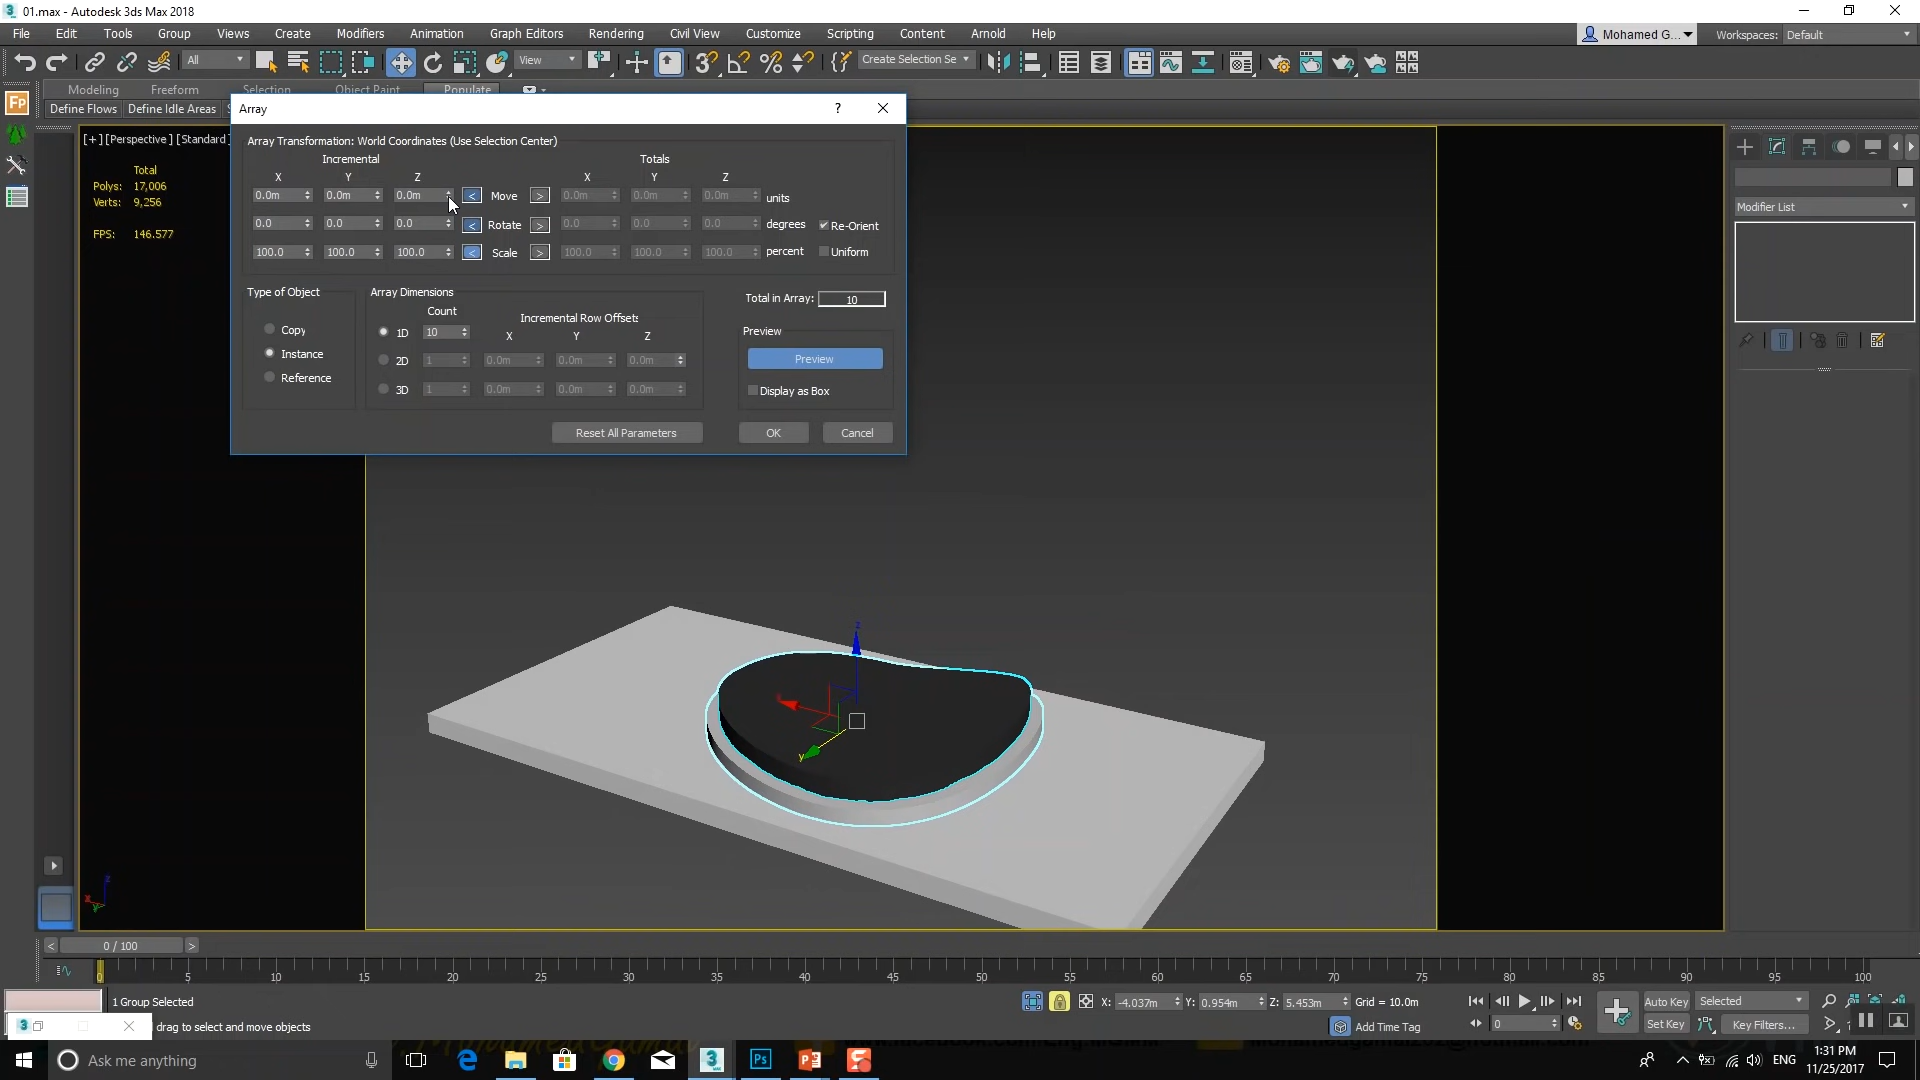 01.max - Autodesk 3ds Max 2018
File Edit Tools Group Views Create Modifiers Animation Graph Editors Rendering Civil View Customize Scripting Content Arnold Help
Mohamed G... Workspaces: Default
All View Create Selection Se
Modeling Freeform Selection Object Paint Populate
Define Flows Define Idle Areas
Array ?
[+] [Perspective] [Standard]
Array Transformation: World Coordinates (Use Selection Center)
Incremental Totals
X Y Z X Y Z
0.0m 0.0m 0.0m < Move > 0.0m 0.0m 0.0m units
0.0 0.0 0.0 < Rotate > 0.0 0.0 0.0 degrees Re-Orient
100.0 100.0 100.0 < Scale > 100.0 100.0 100.0 percent Uniform
Total
Polys: 17,006
Verts: 9,256
FPS: 146.577
Modifier List
Type of Object Array Dimensions
Count
Incremental Row Offsets
X Y Z
Total in Array: 10
Copy
Instance
Reference
1D 10
2D 1 0.0m 0.0m 0.0m
3D 1 0.0m 0.0m 0.0m
Preview
Preview
Display as Box
Reset All Parameters OK Cancel
z
y
z
x
y
< 0 / 100 >
0 5 10 15 20 25 30 35 40 45 50 55 60 65 70 75 80 85 90 95 100
1 Group Selected X: -4.037m Y: 0.954m Z: 5.453m Grid = 10.0m Auto Key Selected
drag to select and move objects Add Time Tag 0 Set Key Key Filters...
Ask me anything
ENG
1:31 PM
11/25/2017